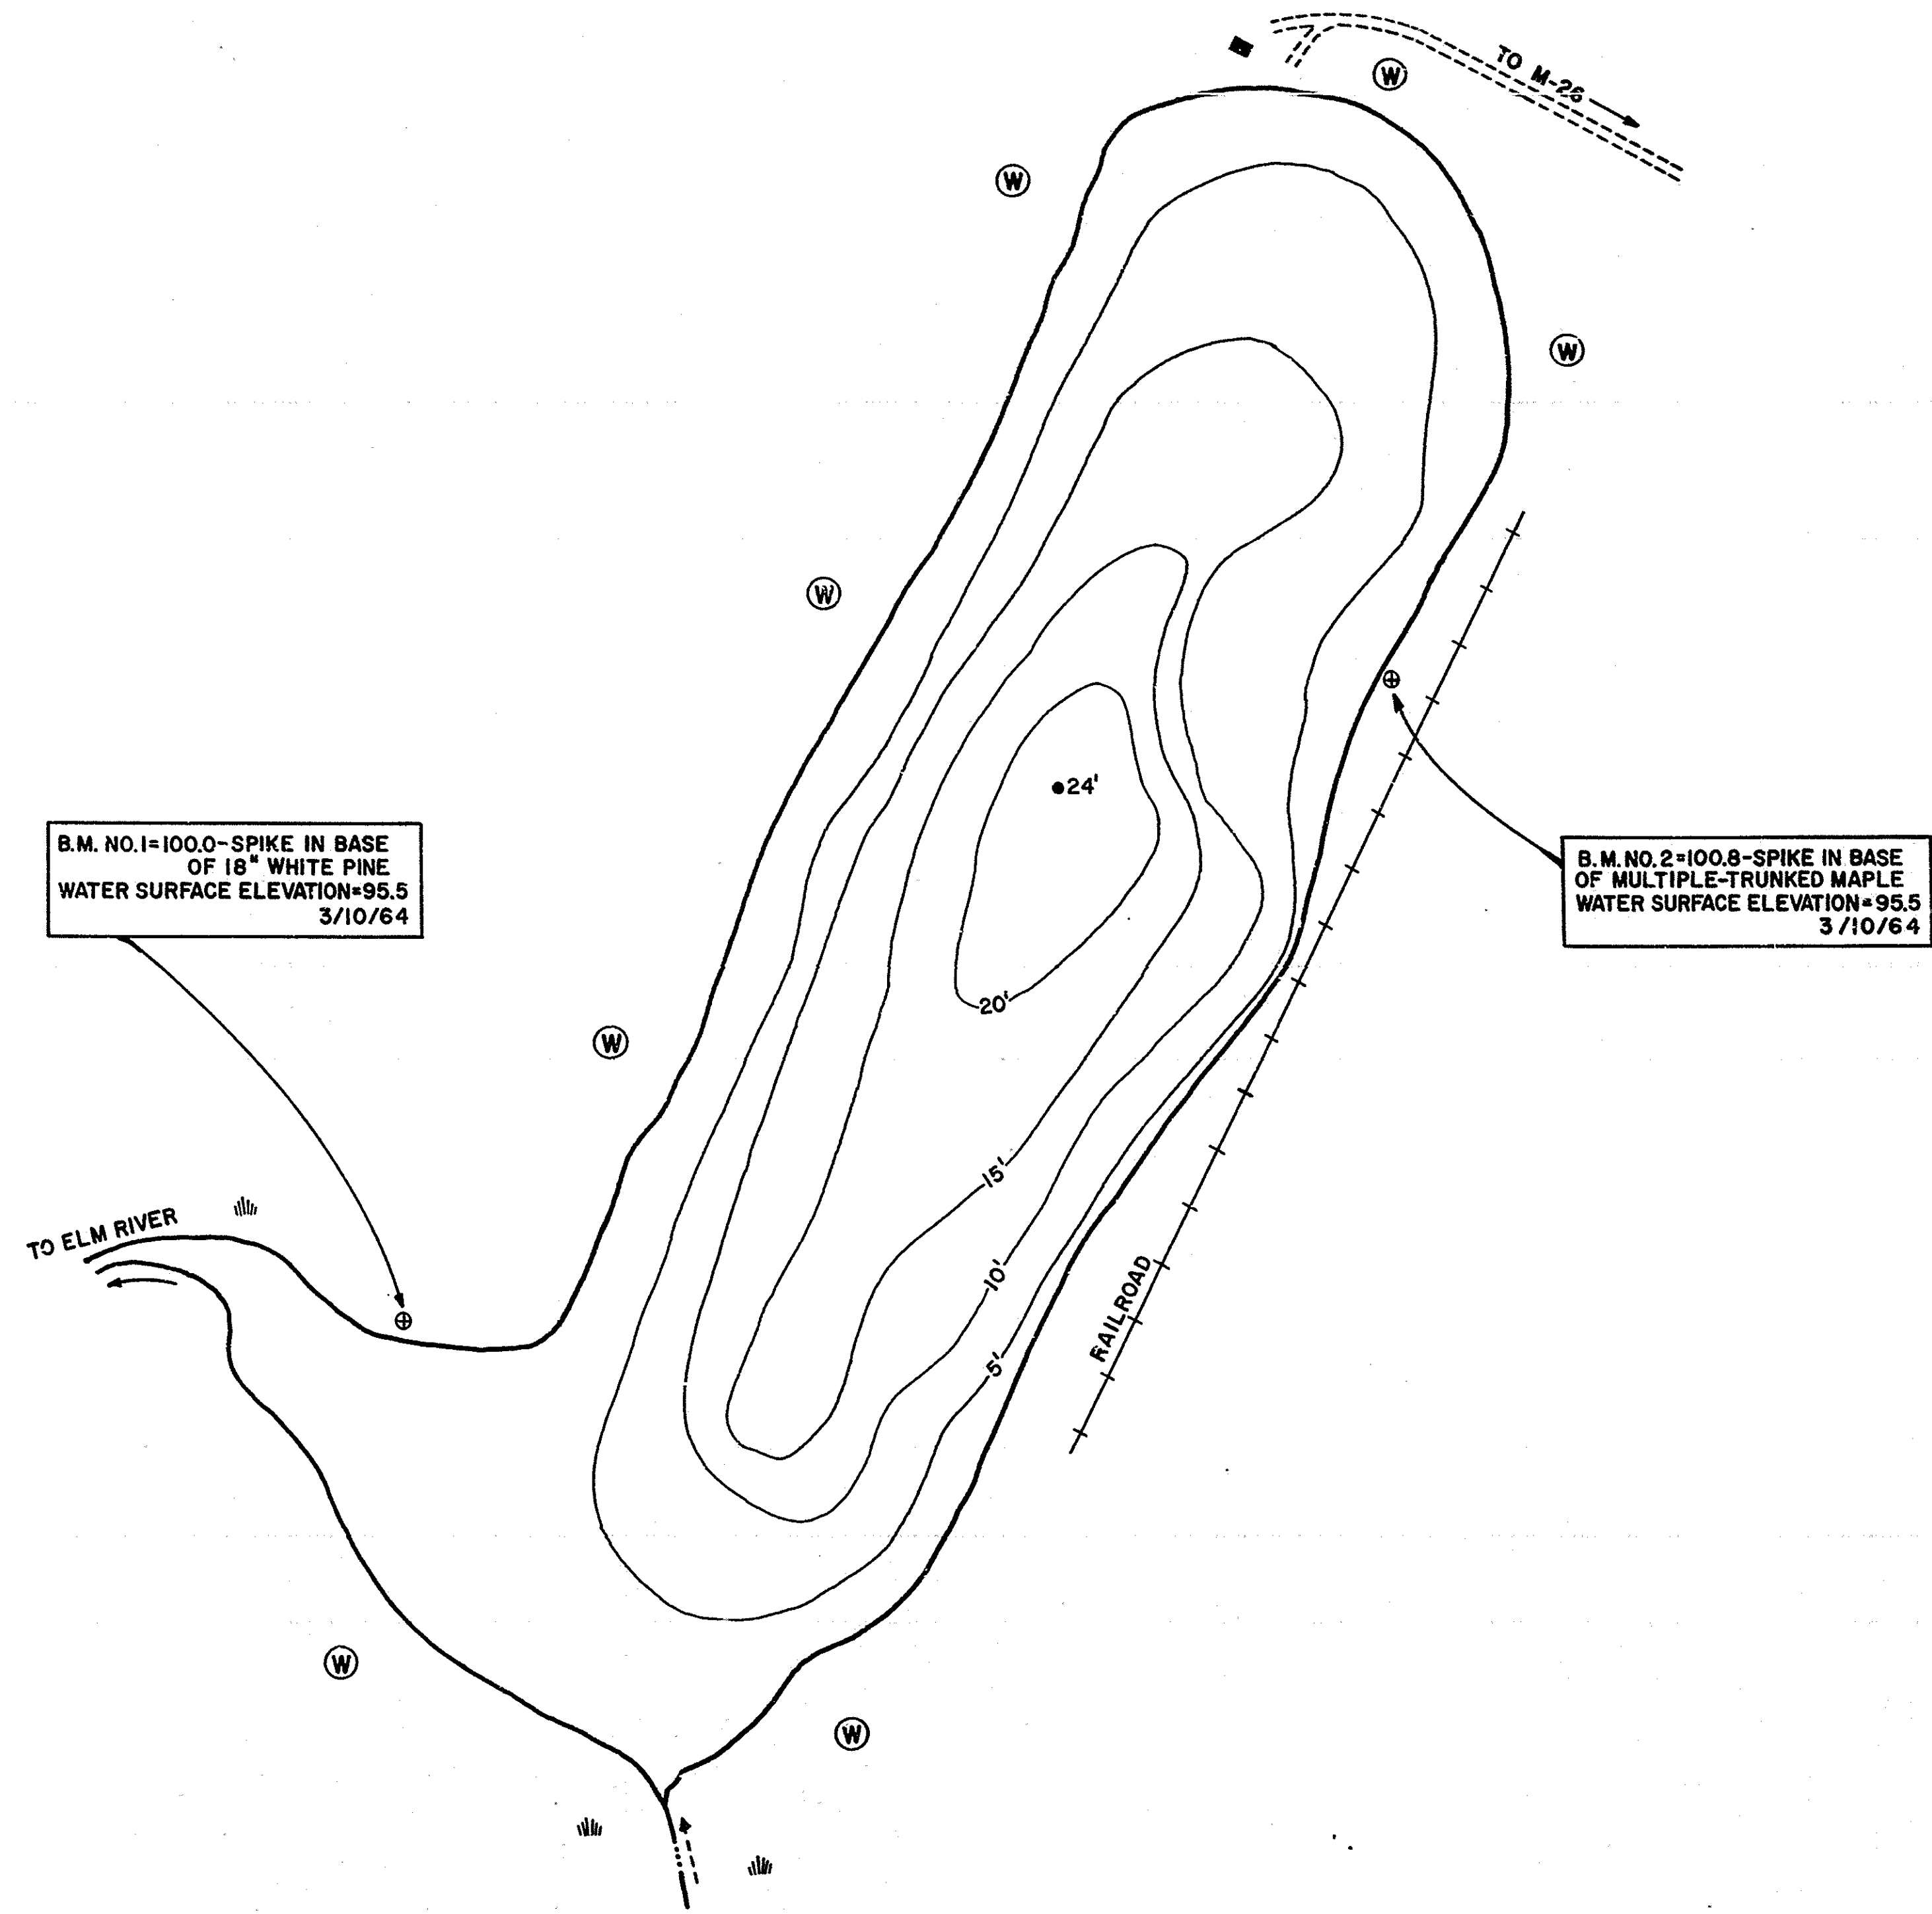 TO M-26
W
W
W
W
24'
B.M. NO.1=100.0-SPIKE IN BASE
OF 18" WHITE PINE
WATER SURFACE ELEVATION=95.5
3/10/64
B.M. NO.2=100.8-SPIKE IN BASE
OF MULTIPLE-TRUNKED MAPLE
WATER SURFACE ELEVATION=95.5
3/10/64
20'
W
15'
TO ELM RIVER
10'
RAILROAD
5'
W
W